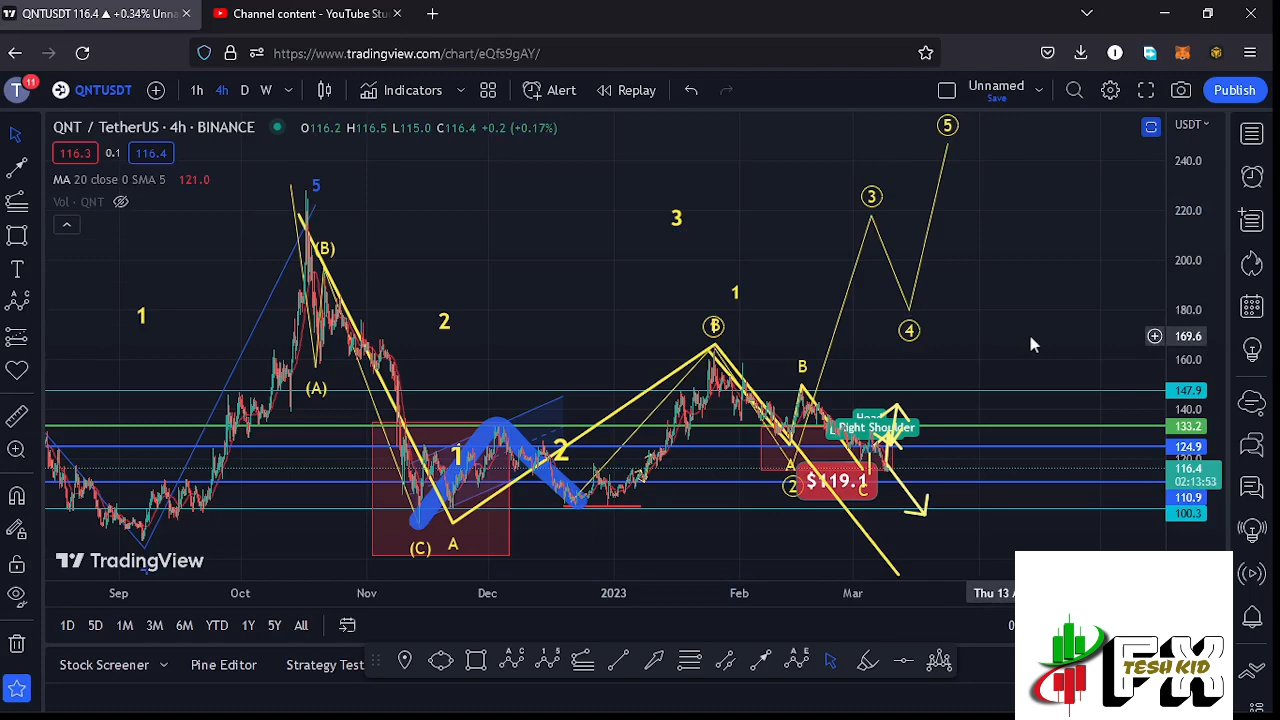 QNTUSDT 116.4 ▲ +0.34% Unna
Channel content - YouTube Stu
https://www.tradingview.com/chart/eQfs9gAY/
T
11
QNTUSDT
1h
4h
D
W
Indicators
Alert
Replay
Unnamed
Save
Publish
QNT / TetherUS · 4h · BINANCE
O116.2 H116.5 L115.0 C116.4 +0.2 (+0.17%)
116.3
0.1
116.4
MA 20 close 0 SMA 5 121.0
Vol · QNT
USDT
240.0
220.0
200.0
180.0
169.6
160.0
147.9
140.0
133.2
124.9
120.0
116.4
02:13:53
110.9
100.3
5
(B)
3
5
3
1
2
1
(A)
4
B
B
Right Shoulder
1
2
A
2
$119.1
C
(C)
A
TradingView
Sep
Oct
Nov
Dec
2023
Feb
Mar
Thu 13 A
1D
5D
1M
3M
6M
YTD
1Y
5Y
All
Stock Screener
Pine Editor
Strategy Test
FX
TESH KID